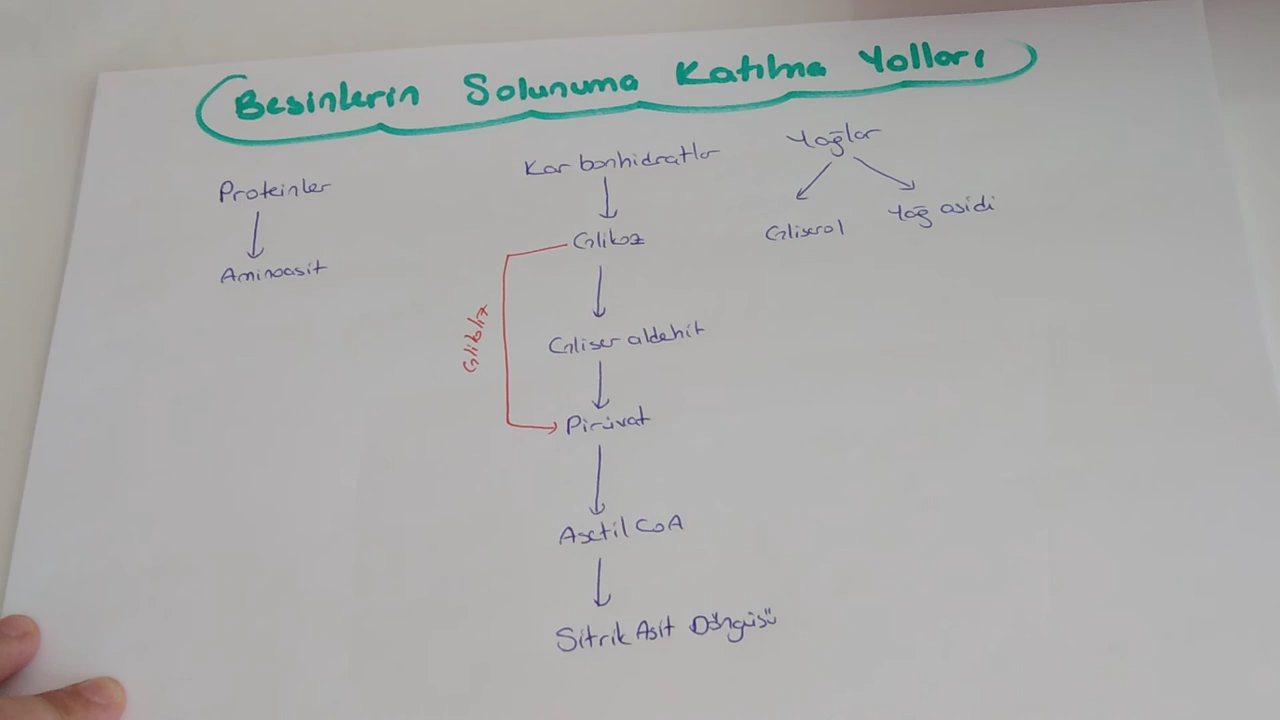 Besinlerin Solunuma Katılma Yolları
Proteinler
Aminoasit
Karbonhidratlar
Glikoz
Gliser aldehit
Pirüvat
Asetil CoA
Sitrik Asit Döngüsü
Glikoliz
Yağlar
Gliserol
Yağ asidi